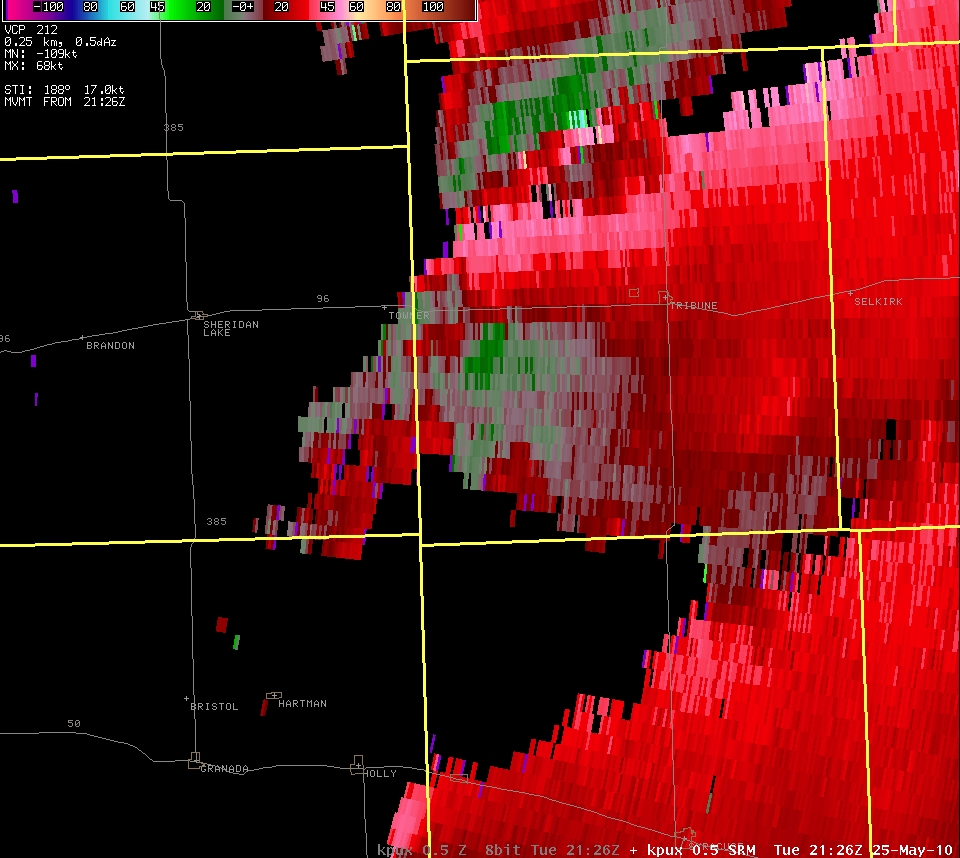 -100 80 60 45 20 -0+ 20 45 60 80 100
VCP 212
0.25 km, 0.5dAz
MN: -109kt
MX: 68kt
STI: 188° 17.0kt
MVMT FROM 21:26Z
385
96
TOWNER
TRIBUNE
SELKIRK
SHERIDAN
LAKE
96
BRANDON
385
BRISTOL
HARTMAN
50
GRANADA
HOLLY
SYRACUSE
kpux 0.5 Z 8bit Tue 21:26Z + kpux 0.5 SRM Tue 21:26Z 25-May-10